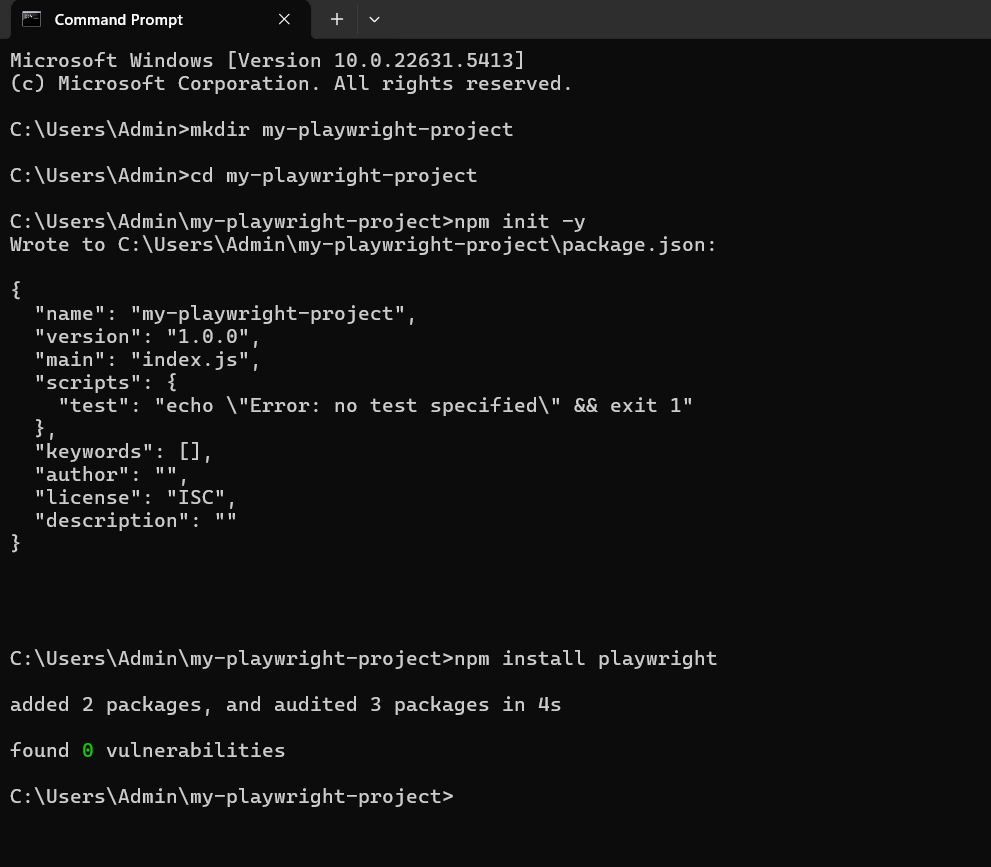 Command Prompt
Microsoft Windows [Version 10.0.22631.5413]
(c) Microsoft Corporation. All rights reserved.
C:\Users\Admin>mkdir my-playwright-project
C:\Users\Admin>cd my-playwright-project
C:\Users\Admin\my-playwright-project>npm init -y
Wrote to C:\Users\Admin\my-playwright-project\package.json:
{
  "name": "my-playwright-project",
  "version": "1.0.0",
  "main": "index.js",
  "scripts": {
    "test": "echo \"Error: no test specified\" && exit 1"
  },
  "keywords": [],
  "author": "",
  "license": "ISC",
  "description": ""
}
C:\Users\Admin\my-playwright-project>npm install playwright
added 2 packages, and audited 3 packages in 4s
found 0 vulnerabilities
C:\Users\Admin\my-playwright-project>